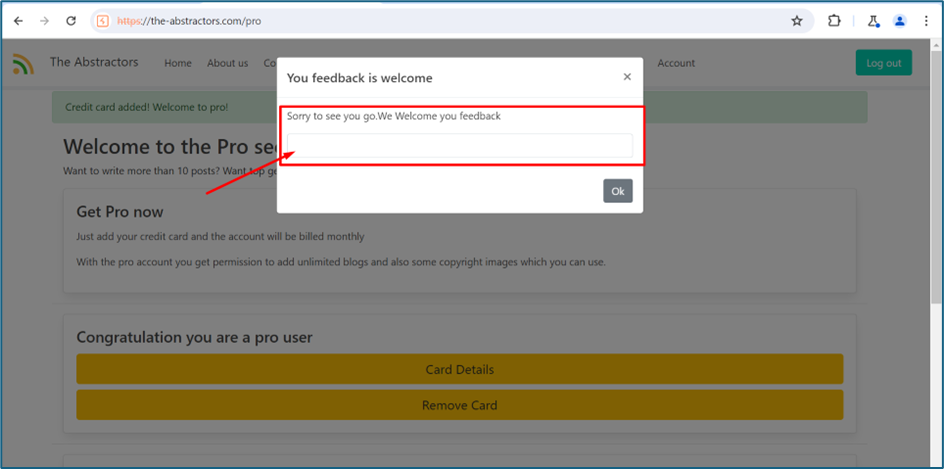 https://the-abstractors.com/pro
The Abstractors Home About us Co Account Log out
You feedback is welcome ×
Credit card added! Welcome to pro!
Sorry to see you go.We Welcome you feedback
Welcome to the Pro
Want to write more than 10 posts? Want top
Ok
Get Pro now
Just add your credit card and the account will be billed monthly
With the pro account you get permission to add unlimited blogs and also some copyright images which you can use.
Congratulation you are a pro user
Card Details
Remove Card